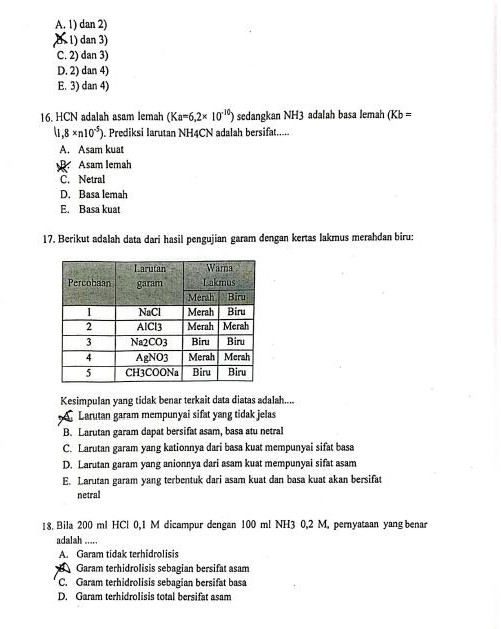 A. 1) dan 2)
B. 1) dan 3)
C. 2) dan 3)
D. 2) dan 4)
E. 3) dan 4)
16. HCN adalah asam lemah (Ka=6,2× 10⁻¹⁰) sedangkan NH3 adalah basa lemah (Kb =
1,8 ×n10⁻⁵). Prediksi larutan NH4CN adalah bersifat.....
A. Asam kuat
B. Asam lemah
C. Netral
D. Basa lemah
E. Basa kuat
17. Berikut adalah data dari hasil pengujian garam dengan kertas lakmus merahdan biru:
Percobaan Larutan garam Warna Lakmus
Merah Biru
1 NaCl Merah Biru
2 AlCl3 Merah Merah
3 Na2CO3 Biru Biru
4 AgNO3 Merah Merah
5 CH3COONa Biru Biru
Kesimpulan yang tidak benar terkait data diatas adalah....
A. Larutan garam mempunyai sifat yang tidak jelas
B. Larutan garam dapat bersifat asam, basa atu netral
C. Larutan garam yang kationnya dari basa kuat mempunyai sifat basa
D. Larutan garam yang anionnya dari asam kuat mempunyai sifat asam
E. Larutan garam yang terbentuk dari asam kuat dan basa kuat akan bersifat
netral
18. Bila 200 ml HCl 0,1 M dicampur dengan 100 ml NH3 0,2 M, pernyataan yang benar
adalah .....
A. Garam tidak terhidrolisis
B. Garam terhidrolisis sebagian bersifat asam
C. Garam terhidrolisis sebagian bersifat basa
D. Garam terhidrolisis total bersifat asam